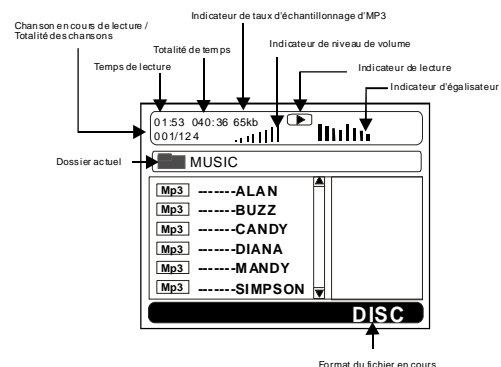 Indicateur de taux d'échantillonnage d'MP3
Chanson en cours de lecture /
Totalité des chansons
Indicateur de niveau de volume
Totalité de temps
Temps de lecture
Indicateur de lecture
Indicateur d'égalisateur
01:53 040:36 65kb
001/124
Dossier actuel
MUSIC
Mp3 -------ALAN
Mp3 -------BUZZ
Mp3 -------CANDY
Mp3 -------DIANA
Mp3 -------MANDY
Mp3 -------SIMPSON
DISC
Format du fichier en cours